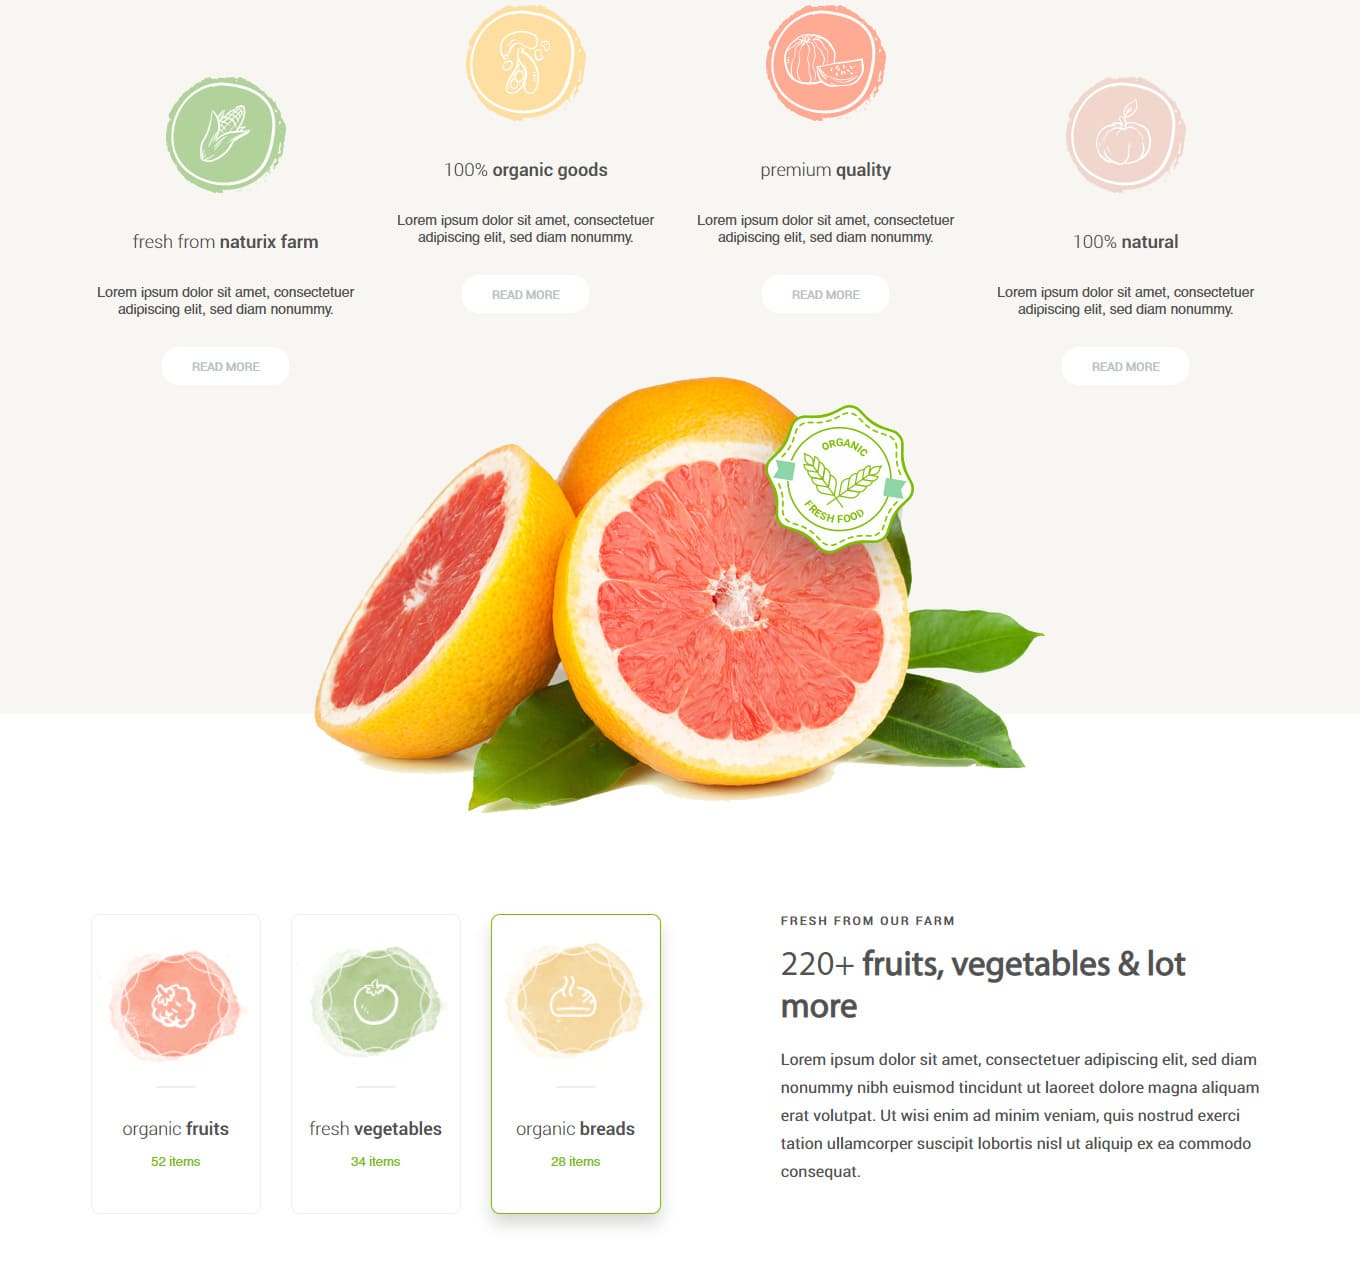 100% organic goods
Lorem ipsum dolor sit amet, consectetuer
adipiscing elit, sed diam nonummy.
READ MORE
premium quality
Lorem ipsum dolor sit amet, consectetuer
adipiscing elit, sed diam nonummy.
READ MORE
fresh from naturix farm
Lorem ipsum dolor sit amet, consectetuer
adipiscing elit, sed diam nonummy.
READ MORE
100% natural
Lorem ipsum dolor sit amet, consectetuer
adipiscing elit, sed diam nonummy.
READ MORE
ORGANIC
FRESH FOOD
organic fruits
52 items
fresh vegetables
34 items
organic breads
28 items
FRESH FROM OUR FARM
220+ fruits, vegetables & lot
more
Lorem ipsum dolor sit amet, consectetuer adipiscing elit, sed diam
nonummy nibh euismod tincidunt ut laoreet dolore magna aliquam
erat volutpat. Ut wisi enim ad minim veniam, quis nostrud exerci
tation ullamcorper suscipit lobortis nisl ut aliquip ex ea commodo
consequat.